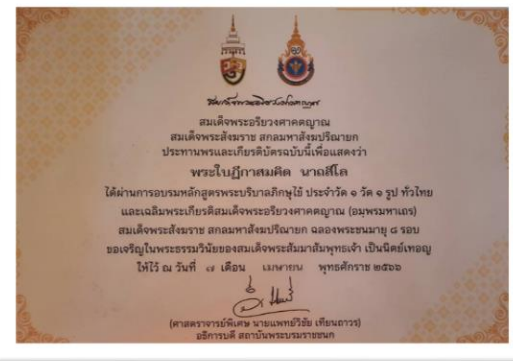 สมเด็จพระอริยวงศาคตญาณ
สมเด็จพระสังฆราช สกลมหาสังฆปริณายก
ประทานพรและเกียรติบัตรฉบับนี้เพื่อแสดงว่า
พระใบฎีกาสมคิด นาถสีโล
ได้ผ่านการอบรมหลักสูตรพระบริบาลภิกษุไข้ ประจำวัด ๑ วัด ๑ รูป ทั่วไทย
และเฉลิมพระเกียรติสมเด็จพระอริยวงศาคตญาณ (อมฺพรมหาเถร)
สมเด็จพระสังฆราช สกลมหาสังฆปริณายก ฉลองพระชนมายุ ๘ รอบ
ขอเจริญในพระธรรมวินัยของสมเด็จพระสัมมาสัมพุทธเจ้า เป็นนิตย์เทอญ
ให้ไว้ ณ วันที่ ๗ เดือน เมษายน พุทธศักราช ๒๕๖๖
(ศาสตราจารย์พิเศษ นายแพทย์วิชัย เทียนถาวร)
อธิการบดี สถาบันพระบรมราชชนก